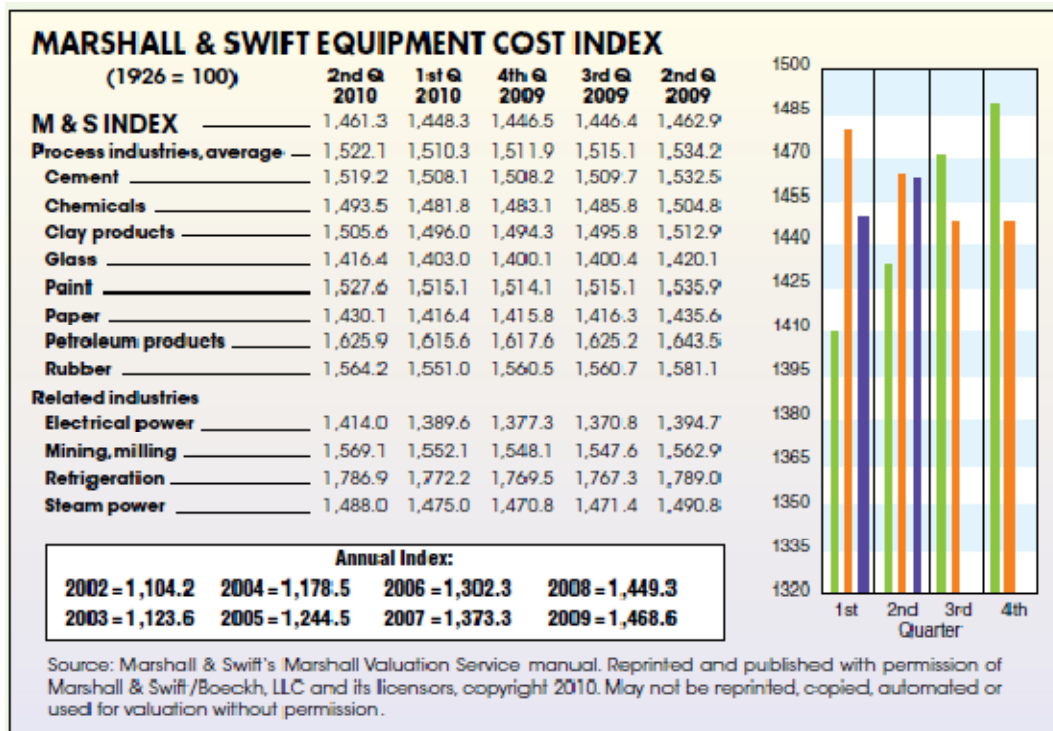 MARSHALL & SWIFT EQUIPMENT COST INDEX
(1926 = 100) 2nd Q 1st Q 4th Q 3rd Q 2nd Q
2010 2010 2009 2009 2009
M & S INDEX 1,461.3 1,448.3 1,446.5 1,446.4 1,462.9
Process industries, average 1,522.1 1,510.3 1,511.9 1,515.1 1,534.2
Cement 1,519.2 1,508.1 1,508.2 1,509.7 1,532.5
Chemicals 1,493.5 1,481.8 1,483.1 1,485.8 1,504.8
Clay products 1,505.6 1,496.0 1,494.3 1,495.8 1,512.9
Glass 1,416.4 1,403.0 1,400.1 1,400.4 1,420.1
Paint 1,527.6 1,515.1 1,514.1 1,515.1 1,535.9
Paper 1,430.1 1,416.4 1,415.8 1,416.3 1,435.6
Petroleum products 1,625.9 1,615.6 1,617.6 1,625.2 1,643.5
Rubber 1,564.2 1,551.0 1,560.5 1,560.7 1,581.1
Related industries
Electrical power 1,414.0 1,389.6 1,377.3 1,370.8 1,394.7
Mining, milling 1,569.1 1,552.1 1,548.1 1,547.6 1,562.9
Refrigeration 1,786.9 1,772.2 1,769.5 1,767.3 1,789.0
Steam power 1,488.0 1,475.0 1,470.8 1,471.4 1,490.8
Annual Index:
2002 = 1,104.2 2004 = 1,178.5 2006 = 1,302.3 2008 = 1,449.3
2003 = 1,123.6 2005 = 1,244.5 2007 = 1,373.3 2009 = 1,468.6
1500
1485
1470
1455
1440
1425
1410
1395
1380
1365
1350
1335
1320
1st 2nd 3rd 4th
Quarter
Source: Marshall & Swift's Marshall Valuation Service manual. Reprinted and published with permission of
Marshall & Swift/Boeckh, LLC and its licensors, copyright 2010. May not be reprinted, copied, automated or
used for valuation without permission.